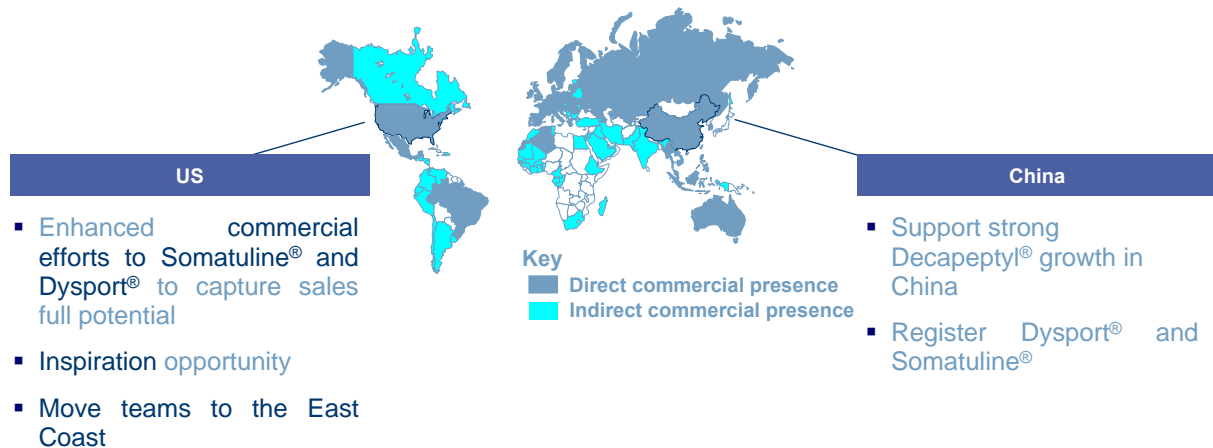 US
▪ Enhanced commercial
efforts to Somatuline® and
Dysport® to capture sales
full potential
▪ Inspiration opportunity
▪ Move teams to the East
Coast
Key
Direct commercial presence
Indirect commercial presence
China
▪ Support strong
Decapeptyl® growth in
China
▪ Register Dysport® and
Somatuline®